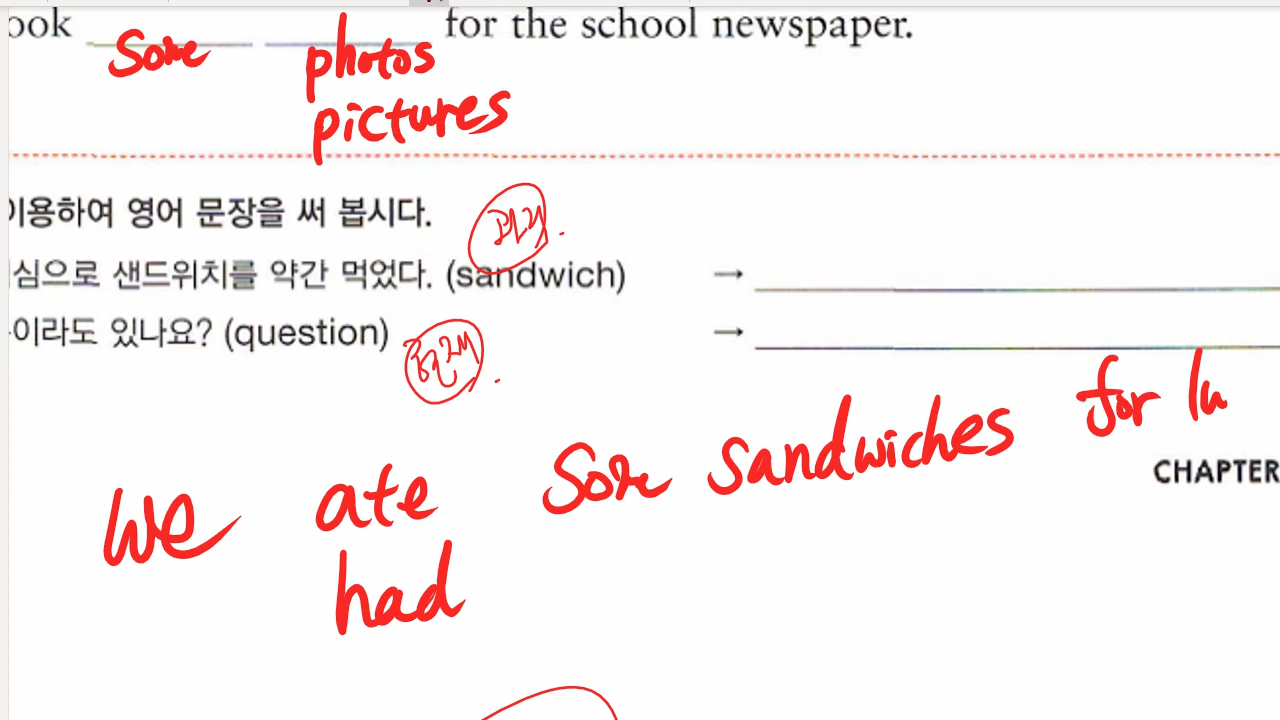 ook some photos for the school newspaper.
pictures
이용하여 영어 문장을 써 봅시다.
과거.
심으로 샌드위치를 약간 먹었다. (sandwich) →
이라도 있나요? (question) →
현재.
We ate some sandwiches for lu
had
CHAPTER